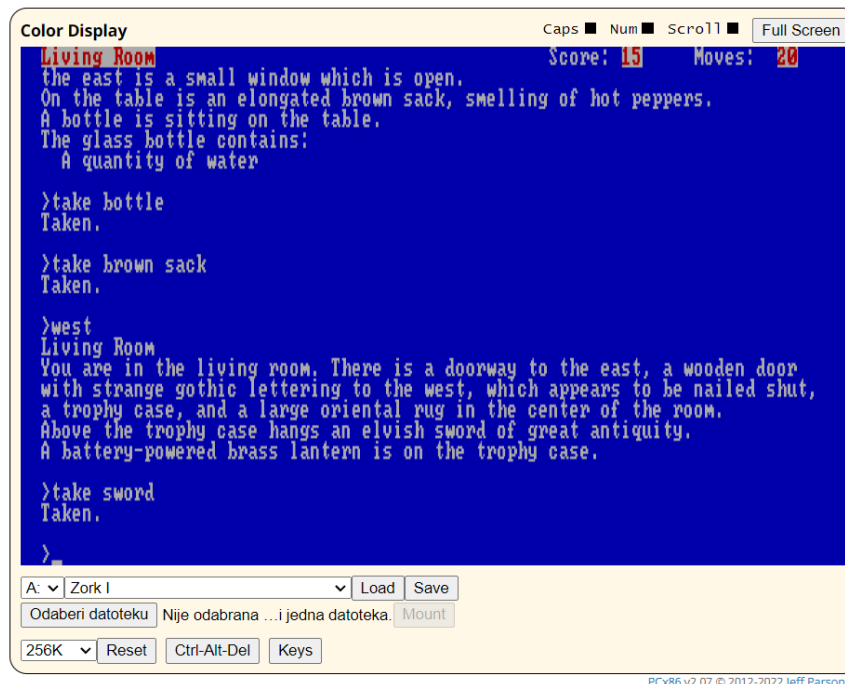 Color Display Caps Num Scroll Full Screen
Living Room Score: 15 Moves: 20
the east is a small window which is open.
On the table is an elongated brown sack, smelling of hot peppers.
A bottle is sitting on the table.
The glass bottle contains:
A quantity of water
>take bottle
Taken.
>take brown sack
Taken.
>west
Living Room
You are in the living room. There is a doorway to the east, a wooden door
with strange gothic lettering to the west, which appears to be nailed shut,
a trophy case, and a large oriental rug in the center of the room.
Above the trophy case hangs an elvish sword of great antiquity.
A battery-powered brass lantern is on the trophy case.
>take sword
Taken.
>_
A: Zork I Load Save
Odaberi datoteku Nije odabrana ...i jedna datoteka. Mount
256K Reset Ctrl-Alt-Del Keys
PCx86 v2.07 © 2012-2022 Jeff Parson